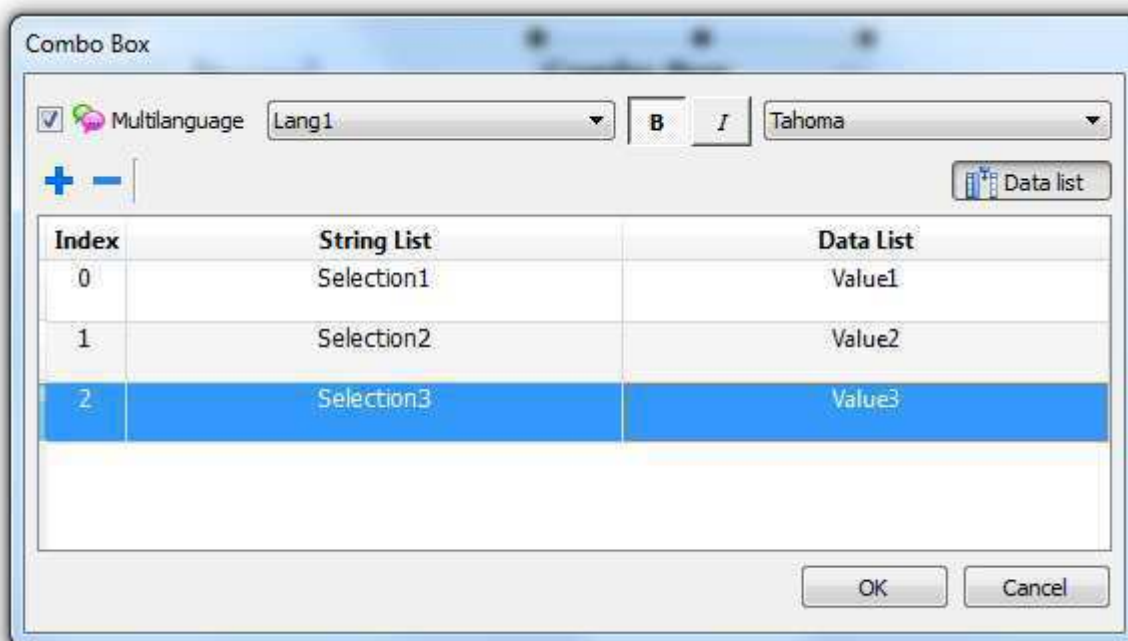 Combo Box
Multilanguage Lang1 B I Tahoma
Data list
Index String List Data List
0 Selection1 Value1
1 Selection2 Value2
2 Selection3 Value3
OK Cancel